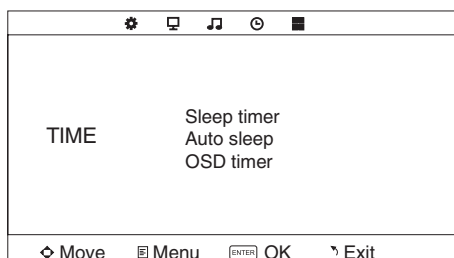 TIME
Sleep timer
Auto sleep
OSD timer
Move Menu ENTER OK Exit